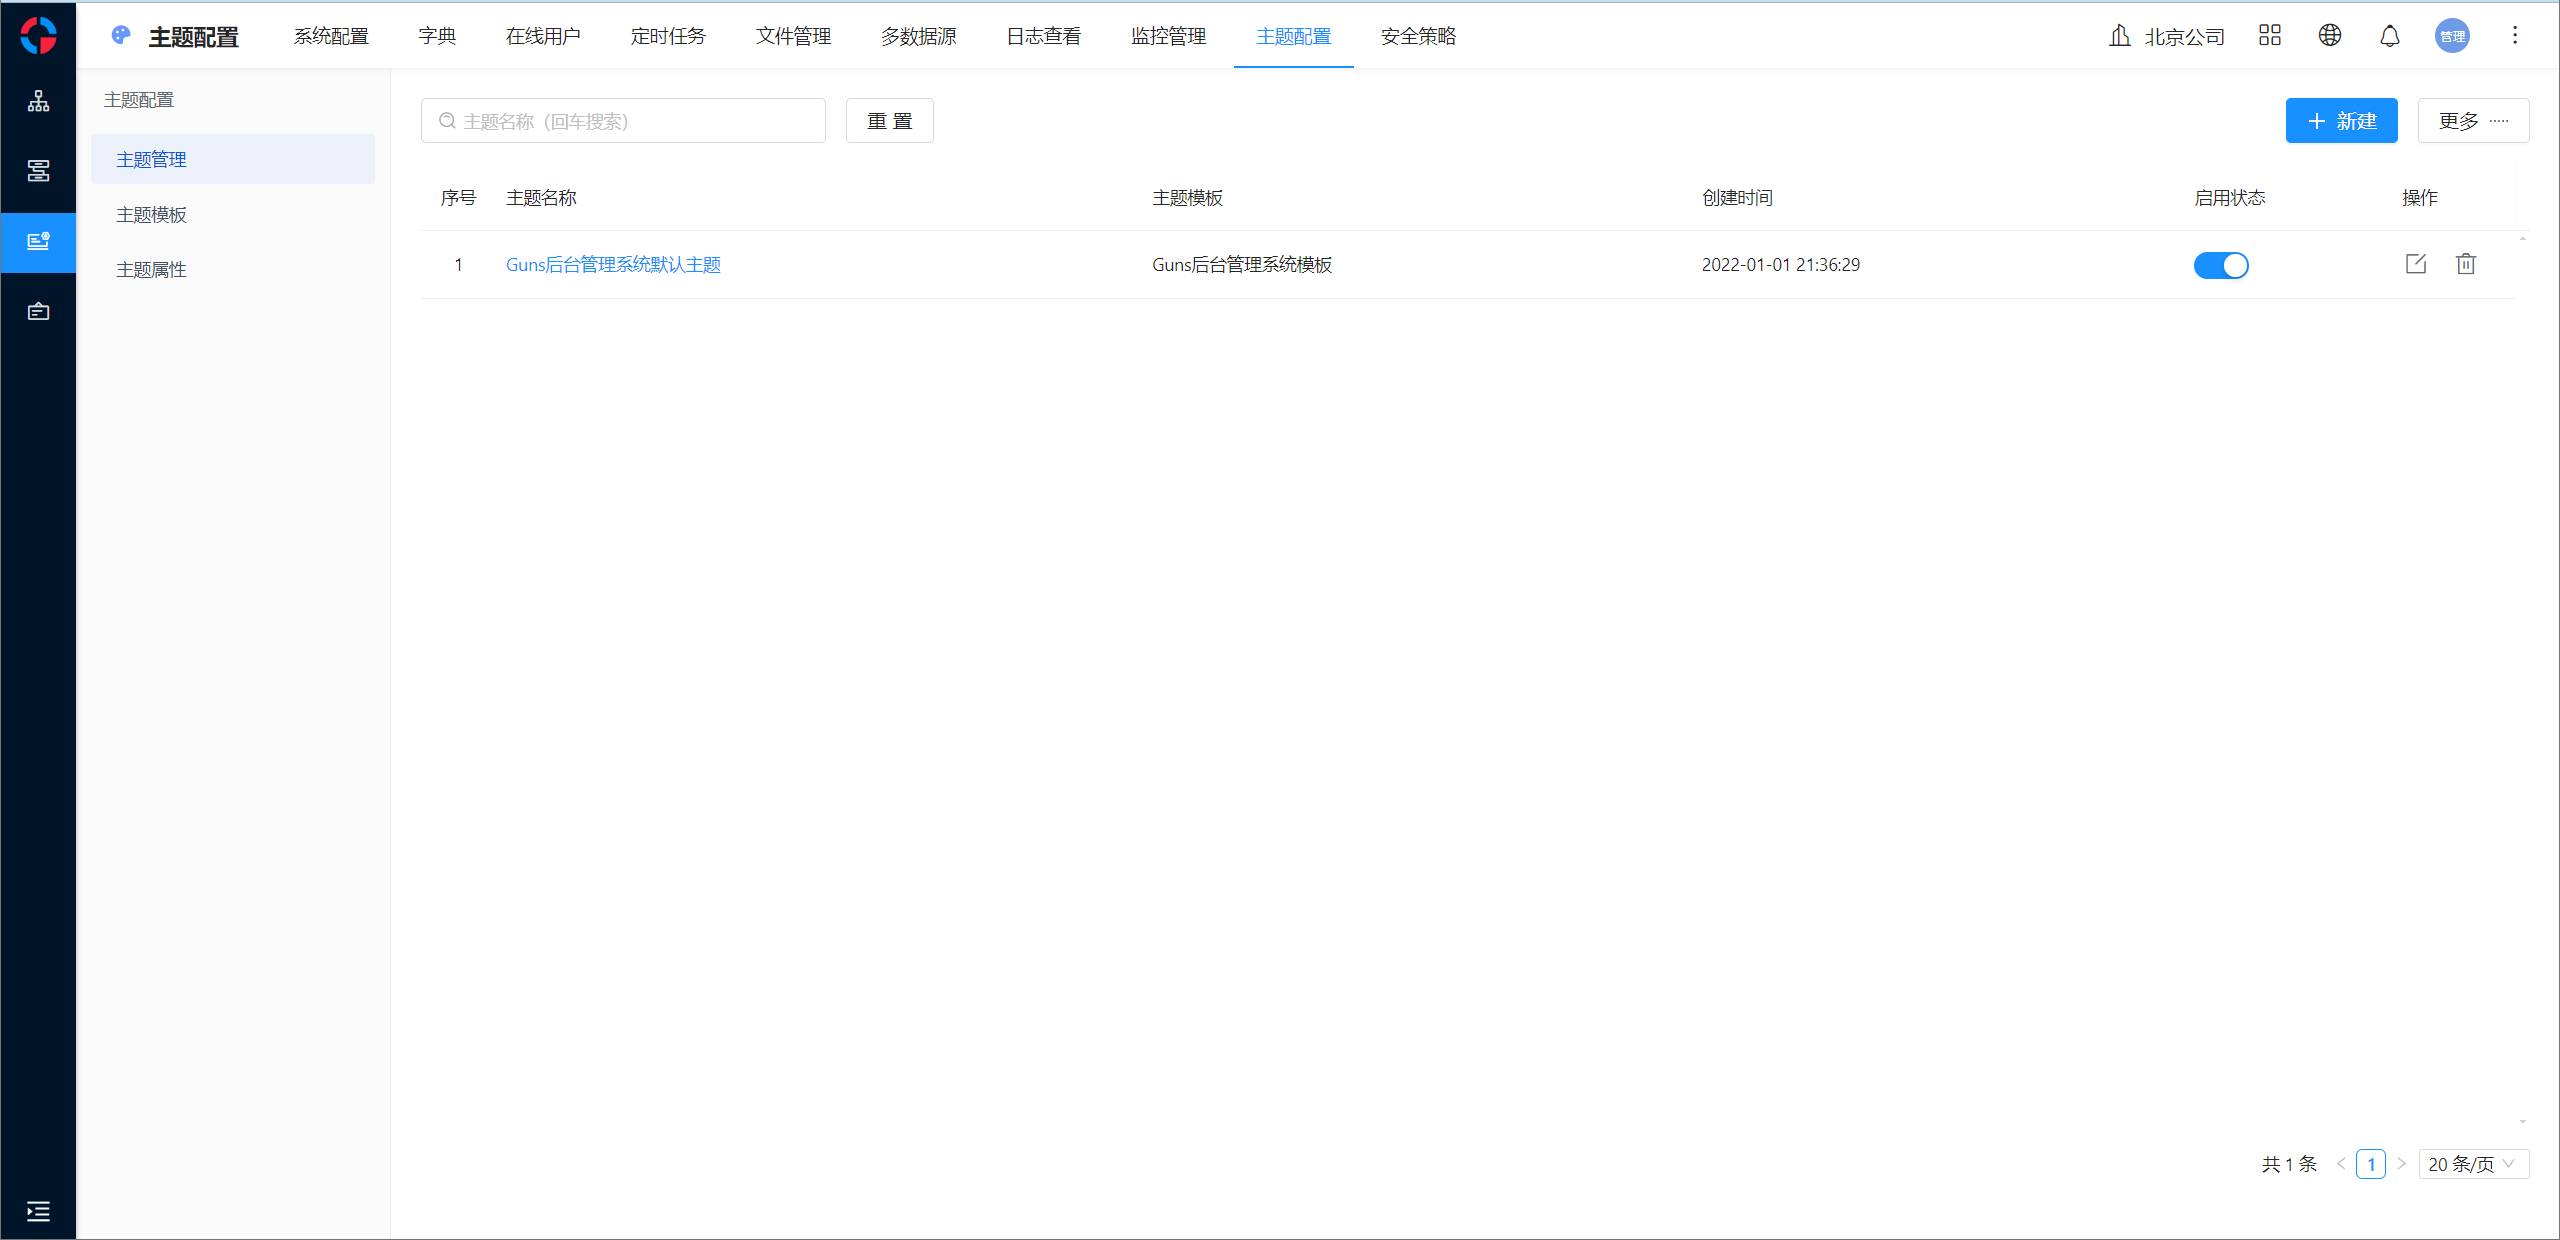 主题配置 系统配置 字典 在线用户 定时任务 文件管理 多数据源 日志查看 监控管理 主题配置 安全策略 北京公司 管理
主题配置
主题管理
主题模板
主题属性
主题名称（回车搜索） 重 置 新建 更多
序号 主题名称 主题模板 创建时间 启用状态 操作
1 Guns后台管理系统默认主题 Guns后台管理系统模板 2022-01-01 21:36:29
共 1 条 1 20 条/页